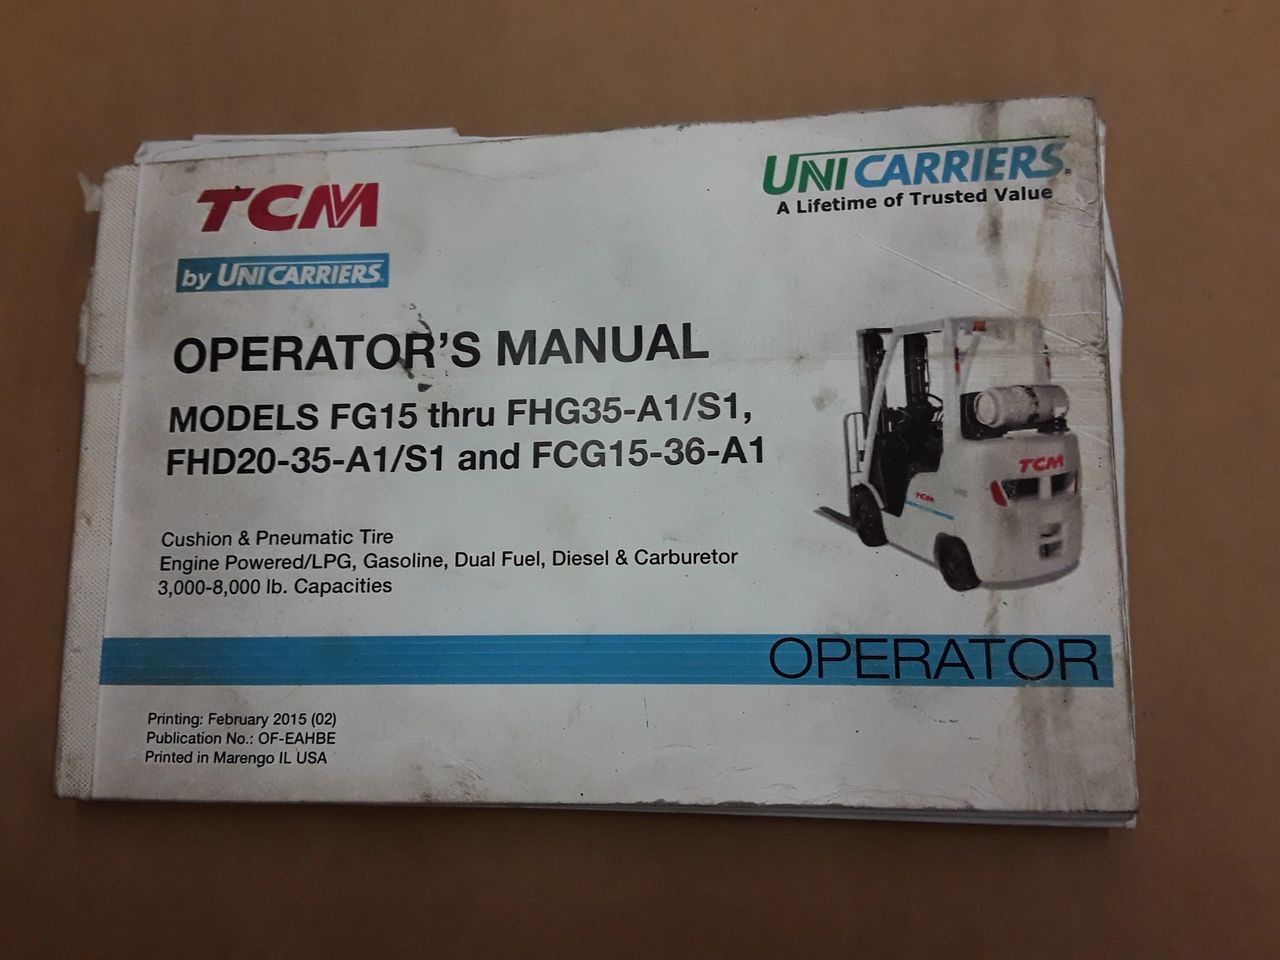 TCM
by UNICARRIERS
UNICARRIERS®
A Lifetime of Trusted Value
OPERATOR'S MANUAL
MODELS FG15 thru FHG35-A1/S1,
FHD20-35-A1/S1 and FCG15-36-A1
TCM
TCM
Cushion & Pneumatic Tire
Engine Powered/LPG, Gasoline, Dual Fuel, Diesel & Carburetor
3,000-8,000 lb. Capacities
OPERATOR
Printing: February 2015 (02)
Publication No.: OF-EAHBE
Printed in Marengo IL USA